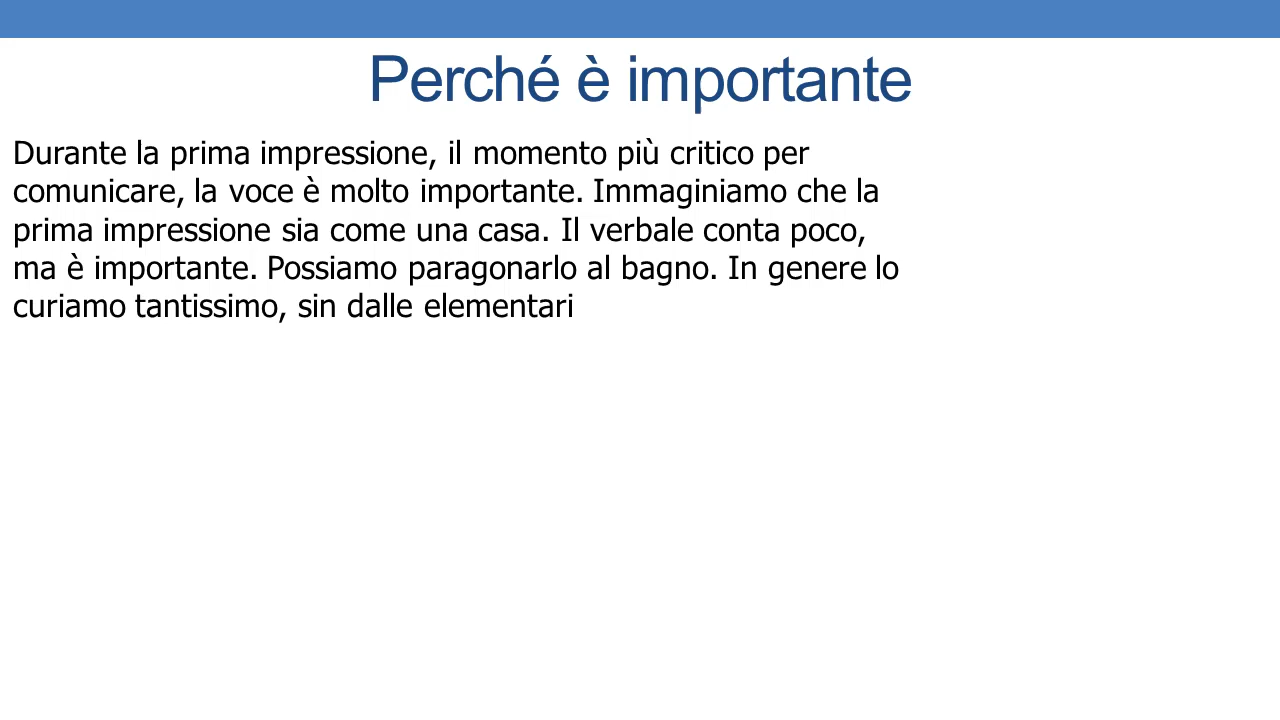 Perché è importante
Durante la prima impressione, il momento più critico per
comunicare, la voce è molto importante. Immaginiamo che la
prima impressione sia come una casa. Il verbale conta poco,
ma è importante. Possiamo paragonarlo al bagno. In genere lo
curiamo tantissimo, sin dalle elementari